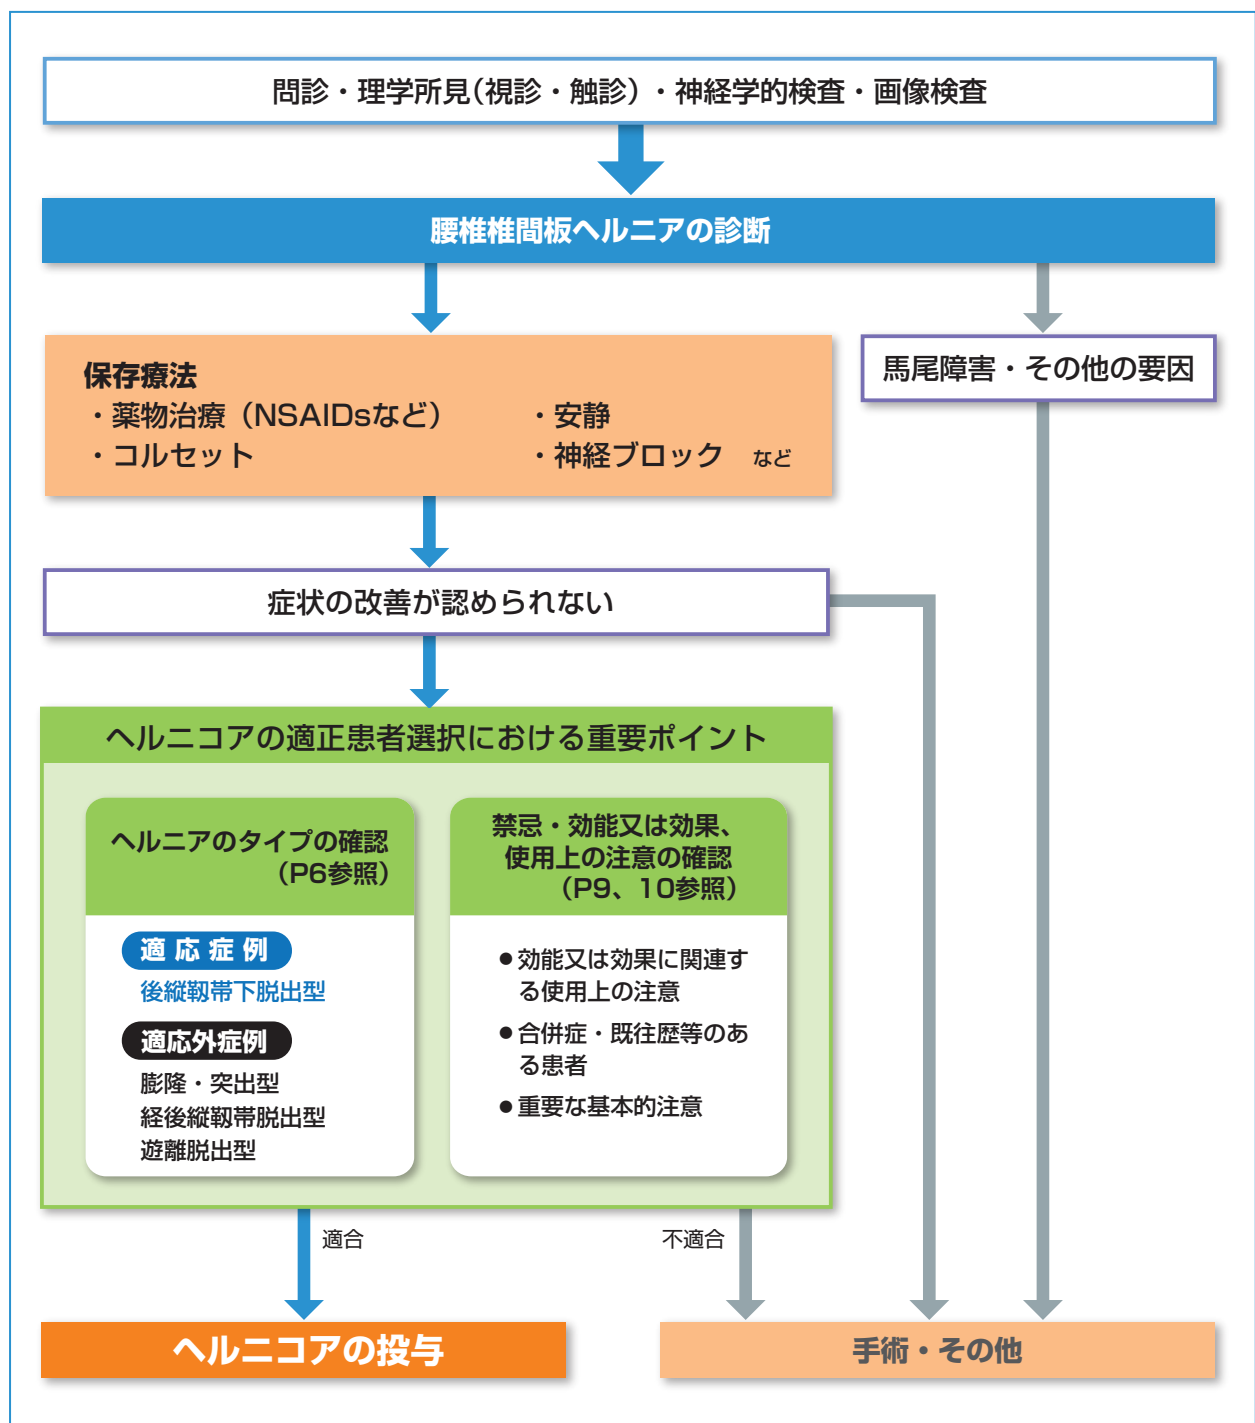 問診・理学所見(視診・触診)・神経学的検査・画像検査
腰椎椎間板ヘルニアの診断
保存療法
・薬物治療（NSAIDsなど）
・安静
・コルセット
・神経ブロック など
馬尾障害・その他の要因
症状の改善が認められない
ヘルニコアの適正患者選択における重要ポイント
ヘルニアのタイプの確認
（P6参照）
適応症例
後縦靱帯下脱出型
適応外症例
膨隆・突出型
経後縦靱帯脱出型
遊離脱出型
禁忌・効能又は効果、
使用上の注意の確認
（P9、10参照）
●効能又は効果に関連す
る使用上の注意
●合併症・既往歴等のあ
る患者
●重要な基本的注意
適合
不適合
ヘルニコアの投与
手術・その他